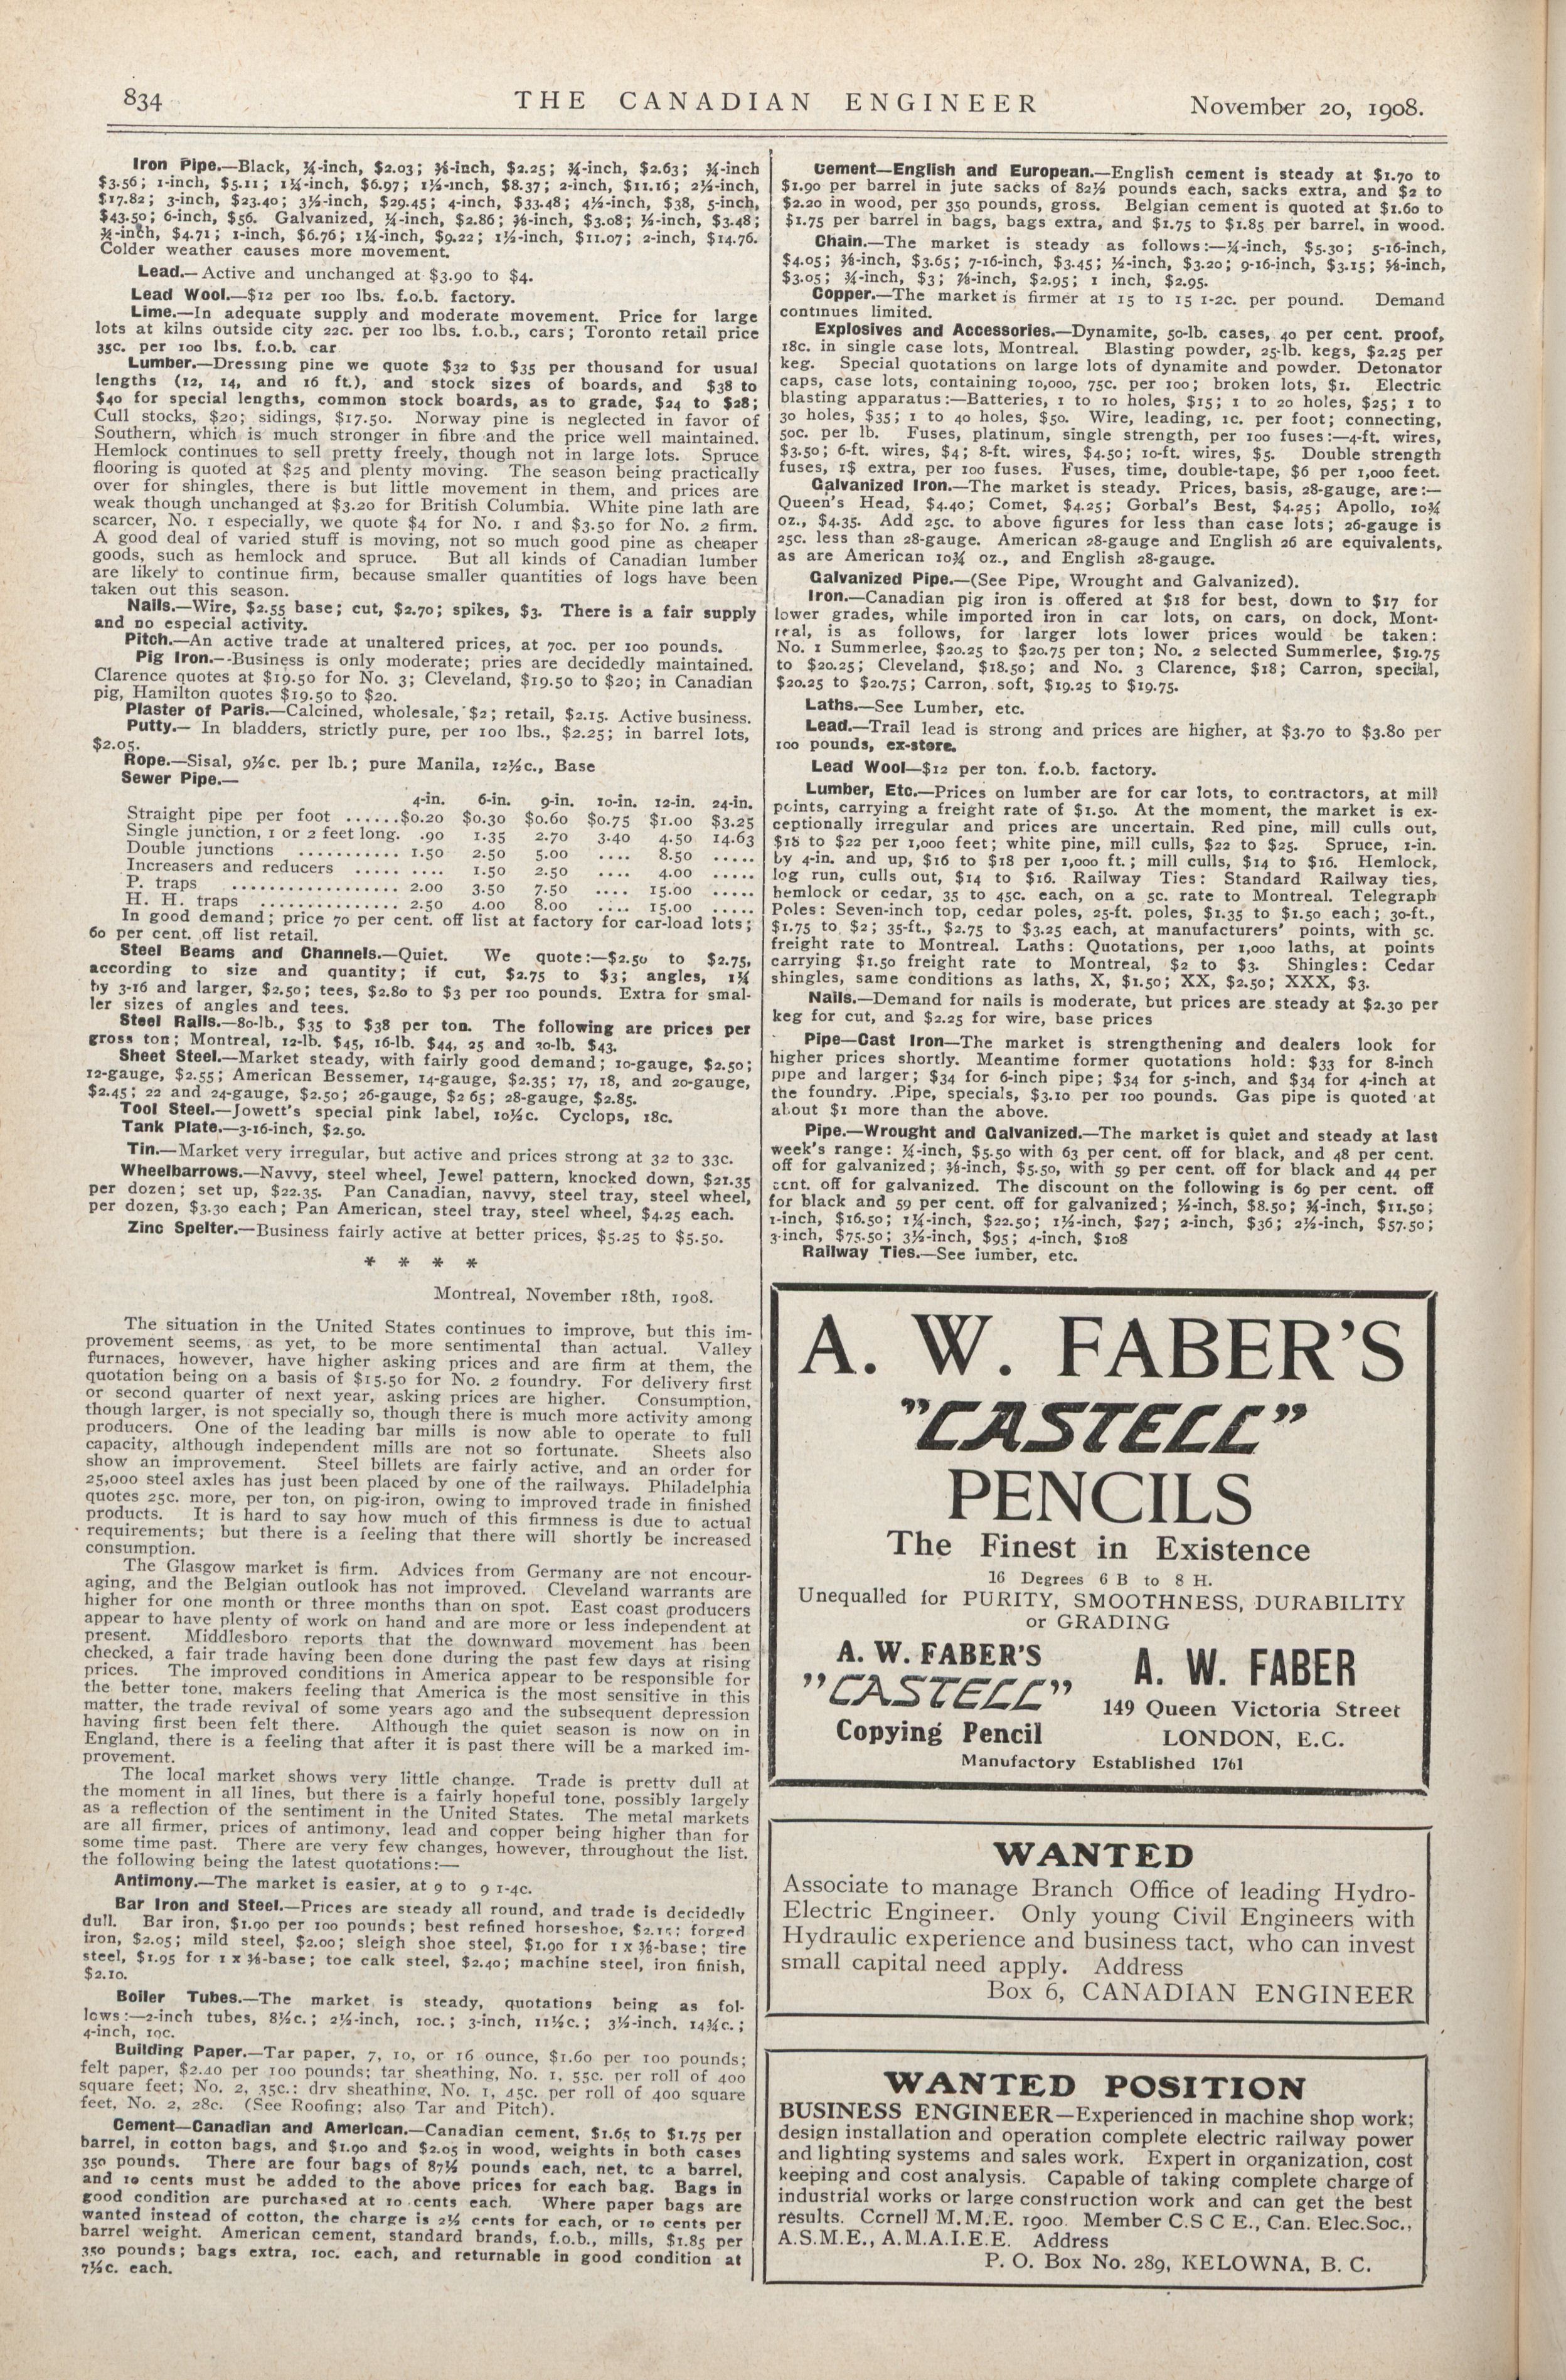 834
THE CANADIAN ENGINEER
November 20, 1908.
Iron Pipe.—Black, ¼-inch, $2.03; ⅜-inch, $2.25; ¾-inch, $2.63; ¾-inch
$3.56; 1-inch, $5.11; 1¼-inch, $6.97; 1½-inch, $8.37; 2-inch, $11.16; 2½-inch,
$17.82; 3-inch, $23.40; 3½-inch, $29.45; 4-inch, $33.48; 4½-inch, $38, 5-inch,
$43.50; 6-inch, $56. Galvanized, ¼-inch, $2.86; ⅜-inch, $3.08; ½-inch, $3.48;
¾-inch, $4.71; 1-inch, $6.76; 1¼-inch, $9.22; 1½-inch, $11.07; 2-inch, $14.76.
Colder weather causes more movement.
Lead.—Active and unchanged at $3.90 to $4.
Lead Wool.—$12 per 100 lbs. f.o.b. factory.
Lime.—In adequate supply and moderate movement. Price for large
lots at kilns outside city 22c. per 100 lbs. f.o.b., cars; Toronto retail price
35c. per 100 lbs. f.o.b. car
Lumber.—Dressing pine we quote $32 to $35 per thousand for usual
lengths (12, 14, and 16 ft.), and stock sizes of boards, and $38 to
$40 for special lengths, common stock boards, as to grade, $24 to $28;
Cull stocks, $20; sidings, $17.50. Norway pine is neglected in favor of
Southern, which is much stronger in fibre and the price well maintained.
Hemlock continues to sell pretty freely, though not in large lots. Spruce
flooring is quoted at $25 and plenty moving. The season being practically
over for shingles, there is but little movement in them, and prices are
weak though unchanged at $3.20 for British Columbia. White pine lath are
scarcer, No. 1 especially, we quote $4 for No. 1 and $3.50 for No. 2 firm.
A good deal of varied stuff is moving, not so much good pine as cheaper
goods, such as hemlock and spruce. But all kinds of Canadian lumber
are likely to continue firm, because smaller quantities of logs have been
taken out this season.
Nails.—Wire, $2.55 base; cut, $2.70; spikes, $3. There is a fair supply
and no especial activity.
Pitch.—An active trade at unaltered prices, at 70c. per 100 pounds.
Pig Iron.--Business is only moderate; pries are decidedly maintained.
Clarence quotes at $19.50 for No. 3; Cleveland, $19.50 to $20; in Canadian
pig, Hamilton quotes $19.50 to $20.
Plaster of Paris.—Calcined, wholesale, $2; retail, $2.15. Active business.
Putty.— In bladders, strictly pure, per 100 lbs., $2.25; in barrel lots,
$2.05.
Rope.—Sisal, 9½c. per lb.; pure Manila, 12½c., Base
Sewer Pipe.—
4-in. 6-in. 9-in. 10-in. 12-in. 24-in.
Straight pipe per foot ......$0.20 $0.30 $0.60 $0.75 $1.00 $3.25
Single junction, 1 or 2 feet long. .90 1.35 2.70 3.40 4.50 14.63
Double junctions ........... 1.50 2.50 5.00 .... 8.50 .....
Increasers and reducers ..... .... 1.50 2.50 .... 4.00 .....
P. traps ................. 2.00 3.50 7.50 .... 15.00 .....
H. H. traps .............. 2.50 4.00 8.00 .... 15.00 .....
In good demand; price 70 per cent. off list at factory for car-load lots;
60 per cent. off list retail.
Steel Beams and Channels.—Quiet. We quote:—$2.50 to $2.75,
according to size and quantity; if cut, $2.75 to $3; angles, 1¼
by 3-16 and larger, $2.50; tees, $2.80 to $3 per 100 pounds. Extra for smal-
ler sizes of angles and tees.
Steel Rails.—80-lb., $35 to $38 per ton. The following are prices per
gross ton; Montreal, 12-lb. $45, 16-lb. $44, 25 and 30-lb. $43.
Sheet Steel.—Market steady, with fairly good demand; 10-gauge, $2.50;
12-gauge, $2.55; American Bessemer, 14-gauge, $2.35; 17, 18, and 20-gauge,
$2.45; 22 and 24-gauge, $2.50; 26-gauge, $2 65; 28-gauge, $2.85.
Tool Steel.—Jowett's special pink label, 10½c. Cyclops, 18c.
Tank Plate.—3-16-inch, $2.50.
Tin.—Market very irregular, but active and prices strong at 32 to 33c.
Wheelbarrows.—Navvy, steel wheel, Jewel pattern, knocked down, $21.35
per dozen; set up, $22.35. Pan Canadian, navvy, steel tray, steel wheel,
per dozen, $3.30 each; Pan American, steel tray, steel wheel, $4.25 each.
Zinc Spelter.—Business fairly active at better prices, $5.25 to $5.50.
* * * *
Montreal, November 18th, 1908.
The situation in the United States continues to improve, but this im-
provement seems, as yet, to be more sentimental than actual. Valley
furnaces, however, have higher asking prices and are firm at them, the
quotation being on a basis of $15.50 for No. 2 foundry. For delivery first
or second quarter of next year, asking prices are higher. Consumption,
though larger, is not specially so, though there is much more activity among
producers. One of the leading bar mills is now able to operate to full
capacity, although independent mills are not so fortunate. Sheets also
show an improvement. Steel billets are fairly active, and an order for
25,000 steel axles has just been placed by one of the railways. Philadelphia
quotes 25c. more, per ton, on pig-iron, owing to improved trade in finished
products. It is hard to say how much of this firmness is due to actual
requirements; but there is a feeling that there will shortly be increased
consumption.
The Glasgow market is firm. Advices from Germany are not encour-
aging, and the Belgian outlook has not improved. Cleveland warrants are
higher for one month or three months than on spot. East coast producers
appear to have plenty of work on hand and are more or less independent at
present. Middlesboro reports that the downward movement has been
checked, a fair trade having been done during the past few days at rising
prices. The improved conditions in America appear to be responsible for
the better tone, makers feeling that America is the most sensitive in this
matter, the trade revival of some years ago and the subsequent depression
having first been felt there. Although the quiet season is now on in
England, there is a feeling that after it is past there will be a marked im-
provement.
The local market shows very little change. Trade is pretty dull at
the moment in all lines, but there is a fairly hopeful tone, possibly largely
as a reflection of the sentiment in the United States. The metal markets
are all firmer, prices of antimony, lead and copper being higher than for
some time past. There are very few changes, however, throughout the list,
the following being the latest quotations:—
Antimony.—The market is easier, at 9 to 9 1-4c.
Bar Iron and Steel.—Prices are steady all round, and trade is decidedly
dull. Bar iron, $1.90 per 100 pounds; best refined horseshoe, $2.15; forged
iron, $2.05; mild steel, $2.00; sleigh shoe steel, $1.90 for 1 x ⅜-base; tire
steel, $1.95 for 1 x ⅜-base; toe calk steel, $2.40; machine steel, iron finish,
$2.10.
Boiler Tubes.—The market is steady, quotations being as fol-
lows:—2-inch tubes, 8½c.; 2½-inch, 10c.; 3-inch, 11½c.; 3½-inch, 14¾c.;
4-inch, 19c.
Building Paper.—Tar paper, 7, 10, or 16 ounce, $1.60 per 100 pounds;
felt paper, $2.40 per 100 pounds; tar sheathing, No. 1, 55c. per roll of 400
square feet; No. 2, 35c.; dry sheathing, No. 1, 45c. per roll of 400 square
feet, No. 2, 28c. (See Roofing; also Tar and Pitch).
Cement—Canadian and American.—Canadian cement, $1.65 to $1.75 per
barrel, in cotton bags, and $1.90 and $2.05 in wood, weights in both cases
350 pounds. There are four bags of 87½ pounds each, net, to a barrel,
and 10 cents must be added to the above prices for each bag. Bags in
good condition are purchased at 10 cents each. Where paper bags are
wanted instead of cotton, the charge is 2½ cents for each, or 10 cents per
barrel weight. American cement, standard brands, f.o.b., mills, $1.85 per
350 pounds; bags extra, 10c. each, and returnable in good condition at
7½c. each.
Cement—English and European.—English cement is steady at $1.70 to
$1.90 per barrel in jute sacks of 82½ pounds each, sacks extra, and $2 to
$2.20 in wood, per 350 pounds, gross. Belgian cement is quoted at $1.60 to
$1.75 per barrel in bags, bags extra, and $1.75 to $1.85 per barrel, in wood.
Chain.—The market is steady as follows:—¼-inch, $5.30; 5-16-inch,
$4.05; ⅜-inch, $3.65; 7-16-inch, $3.45; ½-inch, $3.20; 9-16-inch, $3.15; ⅝-inch,
$3.05; ¾-inch, $3; ⅞-inch, $2.95; 1 inch, $2.95.
Copper.—The market is firmer at 15 to 15 1-2c. per pound. Demand
continues limited.
Explosives and Accessories.—Dynamite, 50-lb. cases, 40 per cent. proof,
18c. in single case lots, Montreal. Blasting powder, 25-lb. kegs, $2.25 per
keg. Special quotations on large lots of dynamite and powder. Detonator
caps, case lots, containing 10,000, 75c. per 100; broken lots, $1. Electric
blasting apparatus:—Batteries, 1 to 10 holes, $15; 1 to 20 holes, $25; 1 to
30 holes, $35; 1 to 40 holes, $50. Wire, leading, 1c. per foot; connecting,
50c. per lb. Fuses, platinum, single strength, per 100 fuses:—4-ft. wires,
$3.50; 6-ft. wires, $4; 8-ft. wires, $4.50; 10-ft. wires, $5. Double strength
fuses, 1$ extra, per 100 fuses. Fuses, time, double-tape, $6 per 1,000 feet.
Galvanized Iron.—The market is steady. Prices, basis, 28-gauge, are:—
Queen's Head, $4.40; Comet, $4.25; Gorbal's Best, $4.25; Apollo, 10¾
oz., $4.35. Add 25c. to above figures for less than case lots; 26-gauge is
25c. less than 28-gauge. American 28-gauge and English 26 are equivalents,
as are American 10¾ oz., and English 28-gauge.
Galvanized Pipe.—(See Pipe, Wrought and Galvanized).
Iron.—Canadian pig iron is offered at $18 for best, down to $17 for
lower grades, while imported iron in car lots, on cars, on dock, Mont-
real, is as follows, for larger lots lower prices would be taken:
No. 1 Summerlee, $20.25 to $20.75 per ton; No. 2 selected Summerlee, $19.75
to $20.25; Cleveland, $18.50; and No. 3 Clarence, $18; Carron, special,
$20.25 to $20.75; Carron, soft, $19.25 to $19.75.
Laths.—See Lumber, etc.
Lead.—Trail lead is strong and prices are higher, at $3.70 to $3.80 per
100 pounds, ex-store.
Lead Wool—$12 per ton. f.o.b. factory.
Lumber, Etc.—Prices on lumber are for car lots, to contractors, at mill
points, carrying a freight rate of $1.50. At the moment, the market is ex-
ceptionally irregular and prices are uncertain. Red pine, mill culls out,
$18 to $22 per 1,000 feet; white pine, mill culls, $22 to $25. Spruce, 1-in.
by 4-in. and up, $16 to $18 per 1,000 ft.; mill culls, $14 to $16. Hemlock,
log run, culls out, $14 to $16. Railway Ties: Standard Railway ties,
hemlock or cedar, 35 to 45c. each, on a 5c. rate to Montreal. Telegraph
Poles: Seven-inch top, cedar poles, 25-ft. poles, $1.35 to $1.50 each; 30-ft.,
$1.75 to $2; 35-ft., $2.75 to $3.25 each, at manufacturers' points, with 5c.
freight rate to Montreal. Laths: Quotations, per 1,000 laths, at points
carrying $1.50 freight rate to Montreal, $2 to $3. Shingles: Cedar
shingles, same conditions as laths, X, $1.50; XX, $2.50; XXX, $3.
Nails.—Demand for nails is moderate, but prices are steady at $2.30 per
keg for cut, and $2.25 for wire, base prices
Pipe—Cast Iron—The market is strengthening and dealers look for
higher prices shortly. Meantime former quotations hold: $33 for 8-inch
pipe and larger; $34 for 6-inch pipe; $34 for 5-inch, and $34 for 4-inch at
the foundry. Pipe, specials, $3.10 per 100 pounds. Gas pipe is quoted at
about $1 more than the above.
Pipe.—Wrought and Galvanized.—The market is quiet and steady at last
week's range: ¼-inch, $5.50 with 63 per cent. off for black, and 48 per cent.
off for galvanized; ⅜-inch, $5.50, with 59 per cent. off for black and 44 per
cent. off for galvanized. The discount on the following is 69 per cent. off
for black and 59 per cent. off for galvanized; ½-inch, $8.50; ¾-inch, $11.50;
1-inch, $16.50; 1¼-inch, $22.50; 1½-inch, $27; 2-inch, $36; 2½-inch, $57.50;
3-inch, $75.50; 3½-inch, $95; 4-inch, $108
Railway Ties.—See lumber, etc.
A. W. FABER'S
"CASTELL"
PENCILS
The Finest in Existence
16 Degrees 6 B to 8 H.
Unequalled for PURITY, SMOOTHNESS, DURABILITY
or GRADING
A. W. FABER'S
"CASTELL"
Copying Pencil
A. W. FABER
149 Queen Victoria Street
LONDON, E.C.
Manufactory Established 1761
WANTED
Associate to manage Branch Office of leading Hydro-
Electric Engineer. Only young Civil Engineers with
Hydraulic experience and business tact, who can invest
small capital need apply. Address
Box 6, CANADIAN ENGINEER
WANTED POSITION
BUSINESS ENGINEER—Experienced in machine shop work;
design installation and operation complete electric railway power
and lighting systems and sales work. Expert in organization, cost
keeping and cost analysis. Capable of taking complete charge of
industrial works or large construction work and can get the best
results. Cornell M.M.E. 1900. Member C.S C E., Can. Elec.Soc.,
A.S.M.E., A.M.A.I.E.E. Address
P. O. Box No. 289, KELOWNA, B. C.